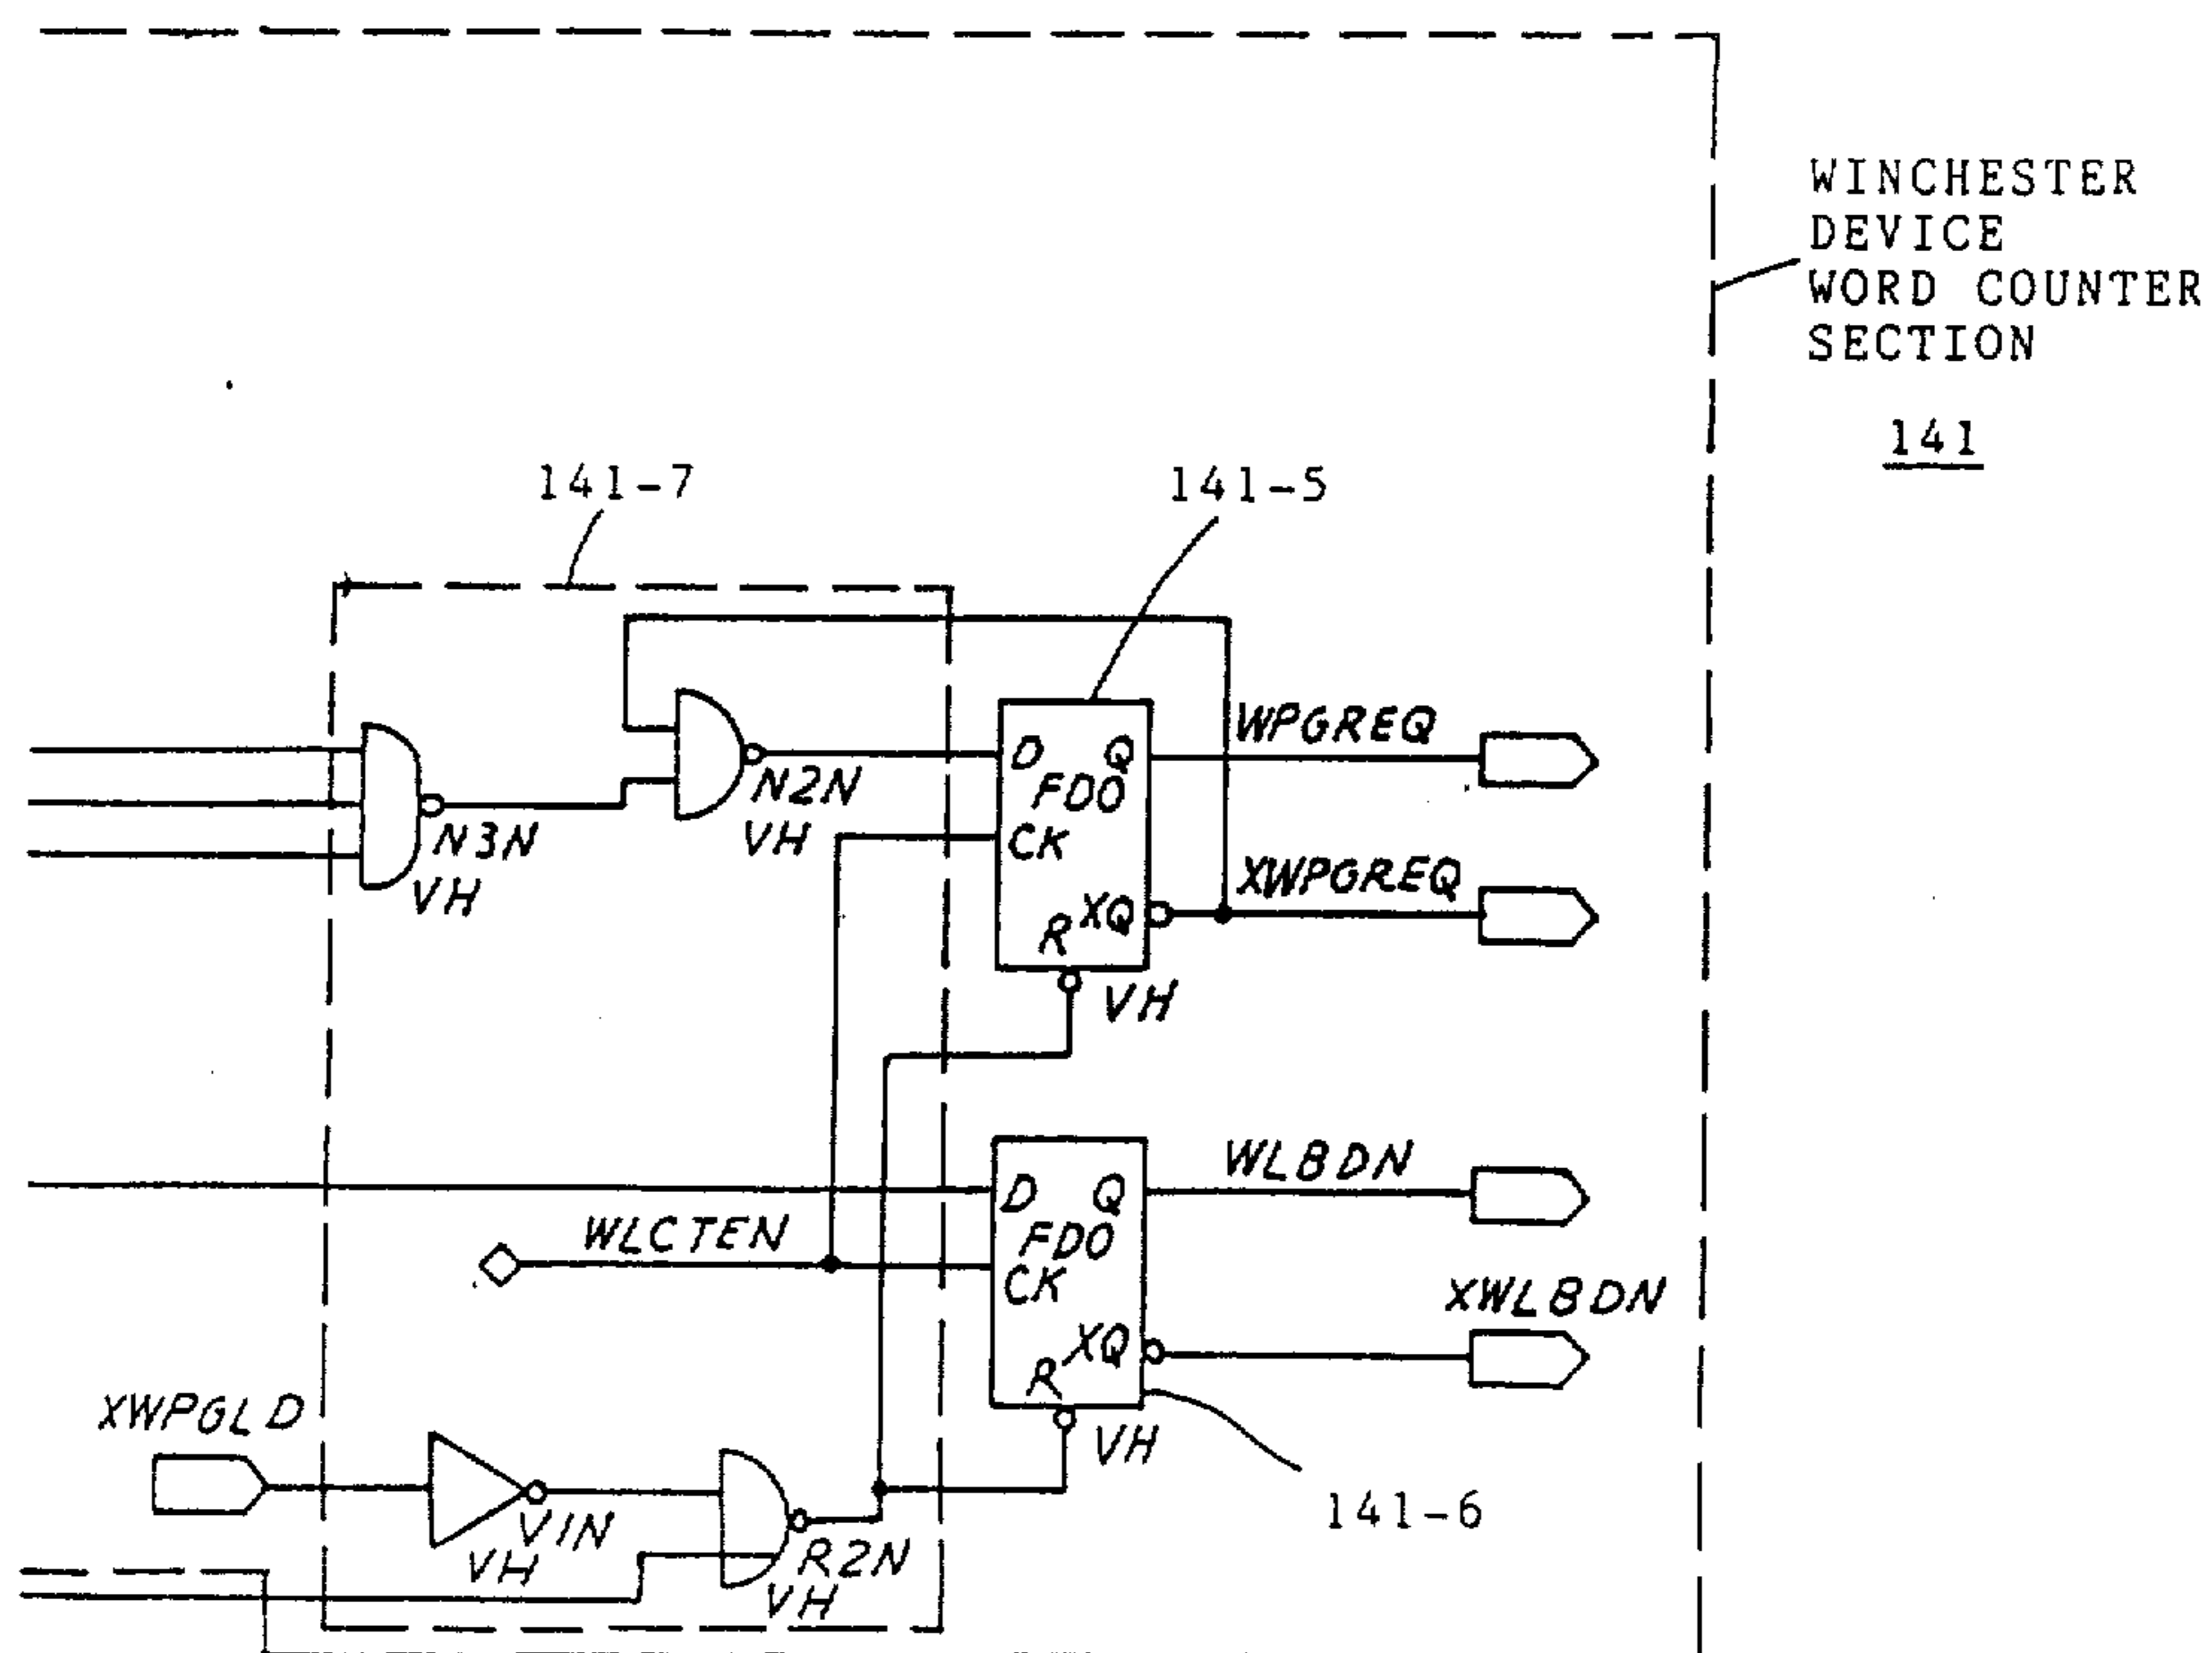 WINCHESTER
DEVICE
WORD COUNTER
SECTION
141
141-7
141-5
N3N
VH
N2N
VH
D Q
FDO
CK
XQ
R
VH
WPGREQ
XWPGREQ
WLCTEN
D Q
FDO
CK
XQ
R
VH
WLBDN
XWLBDN
141-6
XWPGLD
VIN
VH
R2N
VH